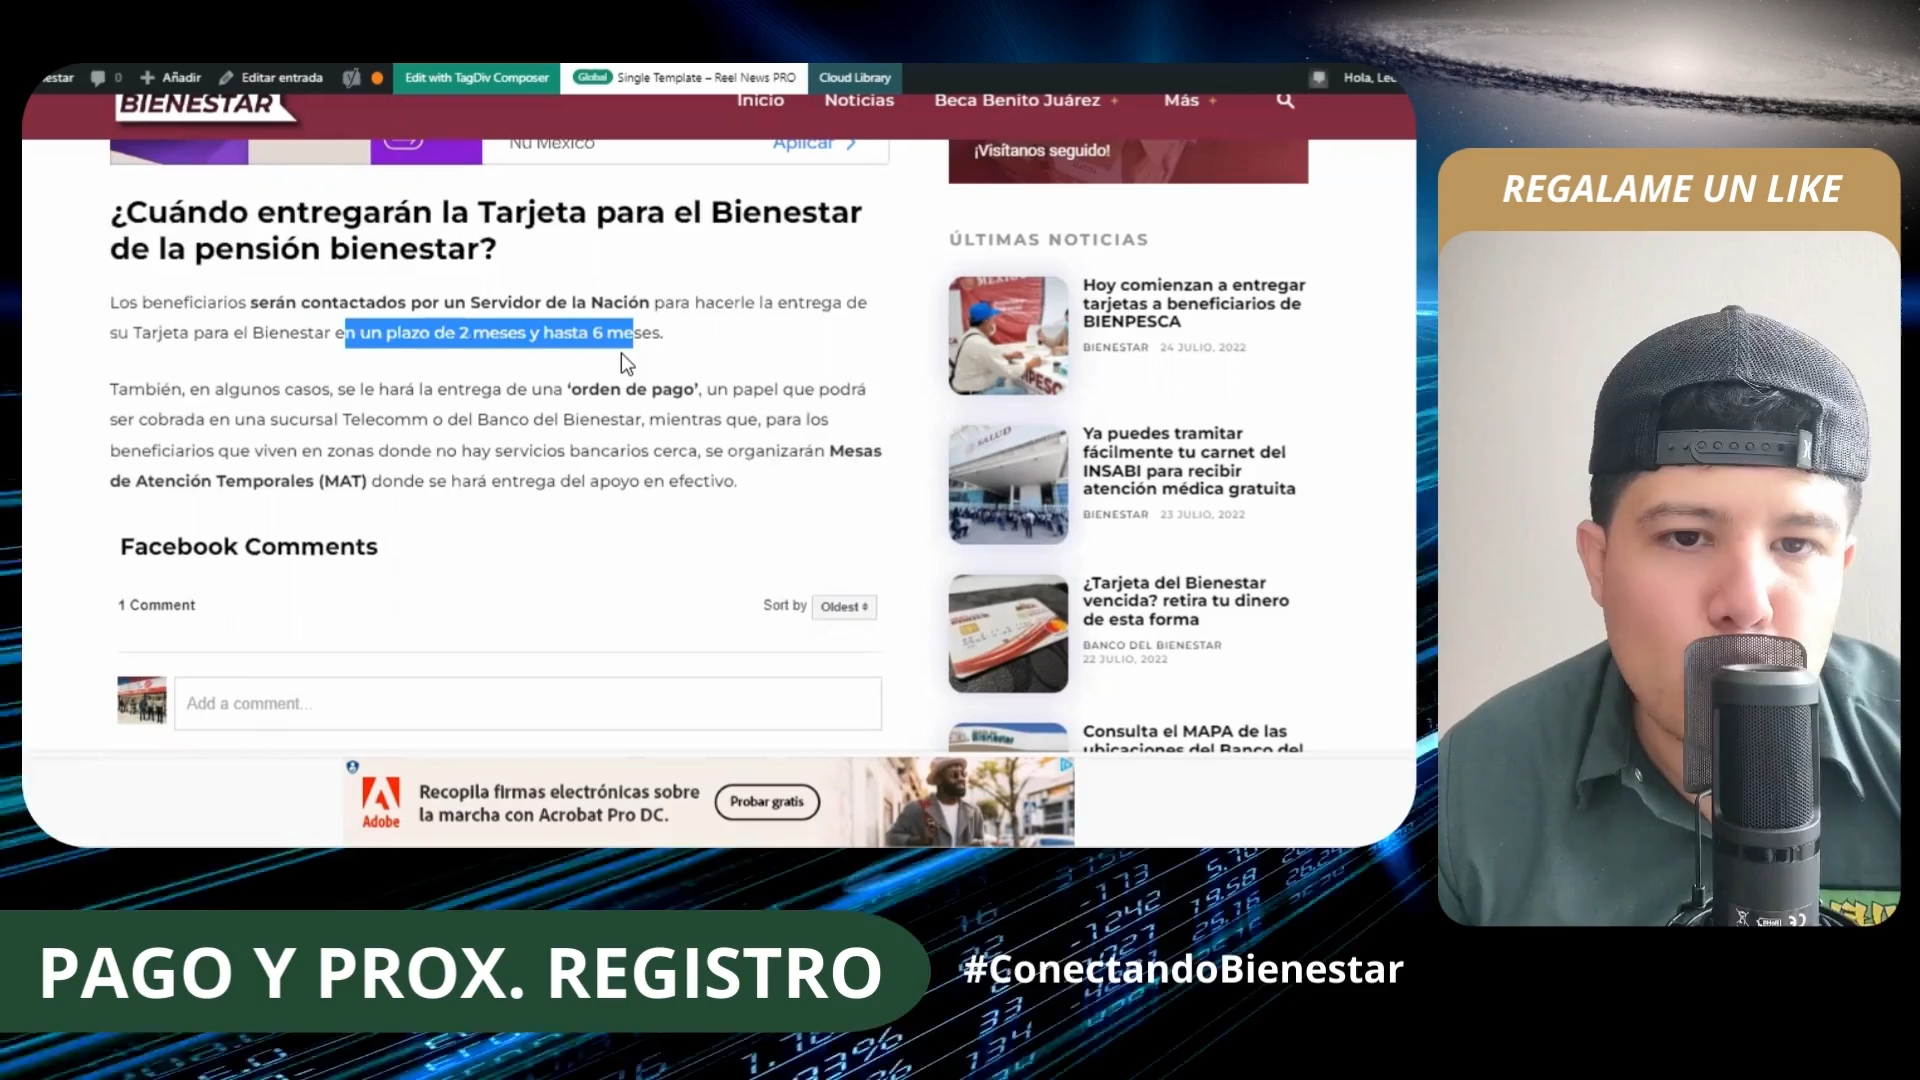 estar 0 Añadir Editar entrada Edit with TagDiv Composer Global Single Template – Reel News PRO Cloud Library Hola, Leo
BIENESTAR Inicio Noticias Beca Benito Juárez + Más +
Nu México Aplicar
¡Visítanos seguido!
¿Cuándo entregarán la Tarjeta para el Bienestar
de la pensión bienestar?
Los beneficiarios serán contactados por un Servidor de la Nación para hacerle la entrega de
su Tarjeta para el Bienestar en un plazo de 2 meses y hasta 6 meses.
También, en algunos casos, se le hará la entrega de una ‘orden de pago’, un papel que podrá
ser cobrada en una sucursal Telecomm o del Banco del Bienestar, mientras que, para los
beneficiarios que viven en zonas donde no hay servicios bancarios cerca, se organizarán Mesas
de Atención Temporales (MAT) donde se hará entrega del apoyo en efectivo.
Facebook Comments
1 Comment Sort by Oldest
Add a comment...
ÚLTIMAS NOTICIAS
Hoy comienzan a entregar
tarjetas a beneficiarios de
BIENPESCA
BIENESTAR 24 JULIO, 2022
Ya puedes tramitar
fácilmente tu carnet del
INSABI para recibir
atención médica gratuita
BIENESTAR 23 JULIO, 2022
SALUD
¿Tarjeta del Bienestar
vencida? retira tu dinero
de esta forma
BANCO DEL BIENESTAR
22 JULIO, 2022
Consulta el MAPA de las
ubicaciones del Banco del
Adobe
Recopila firmas electrónicas sobre
la marcha con Acrobat Pro DC.
Probar gratis
REGALAME UN LIKE
PAGO Y PROX. REGISTRO
#ConectandoBienestar